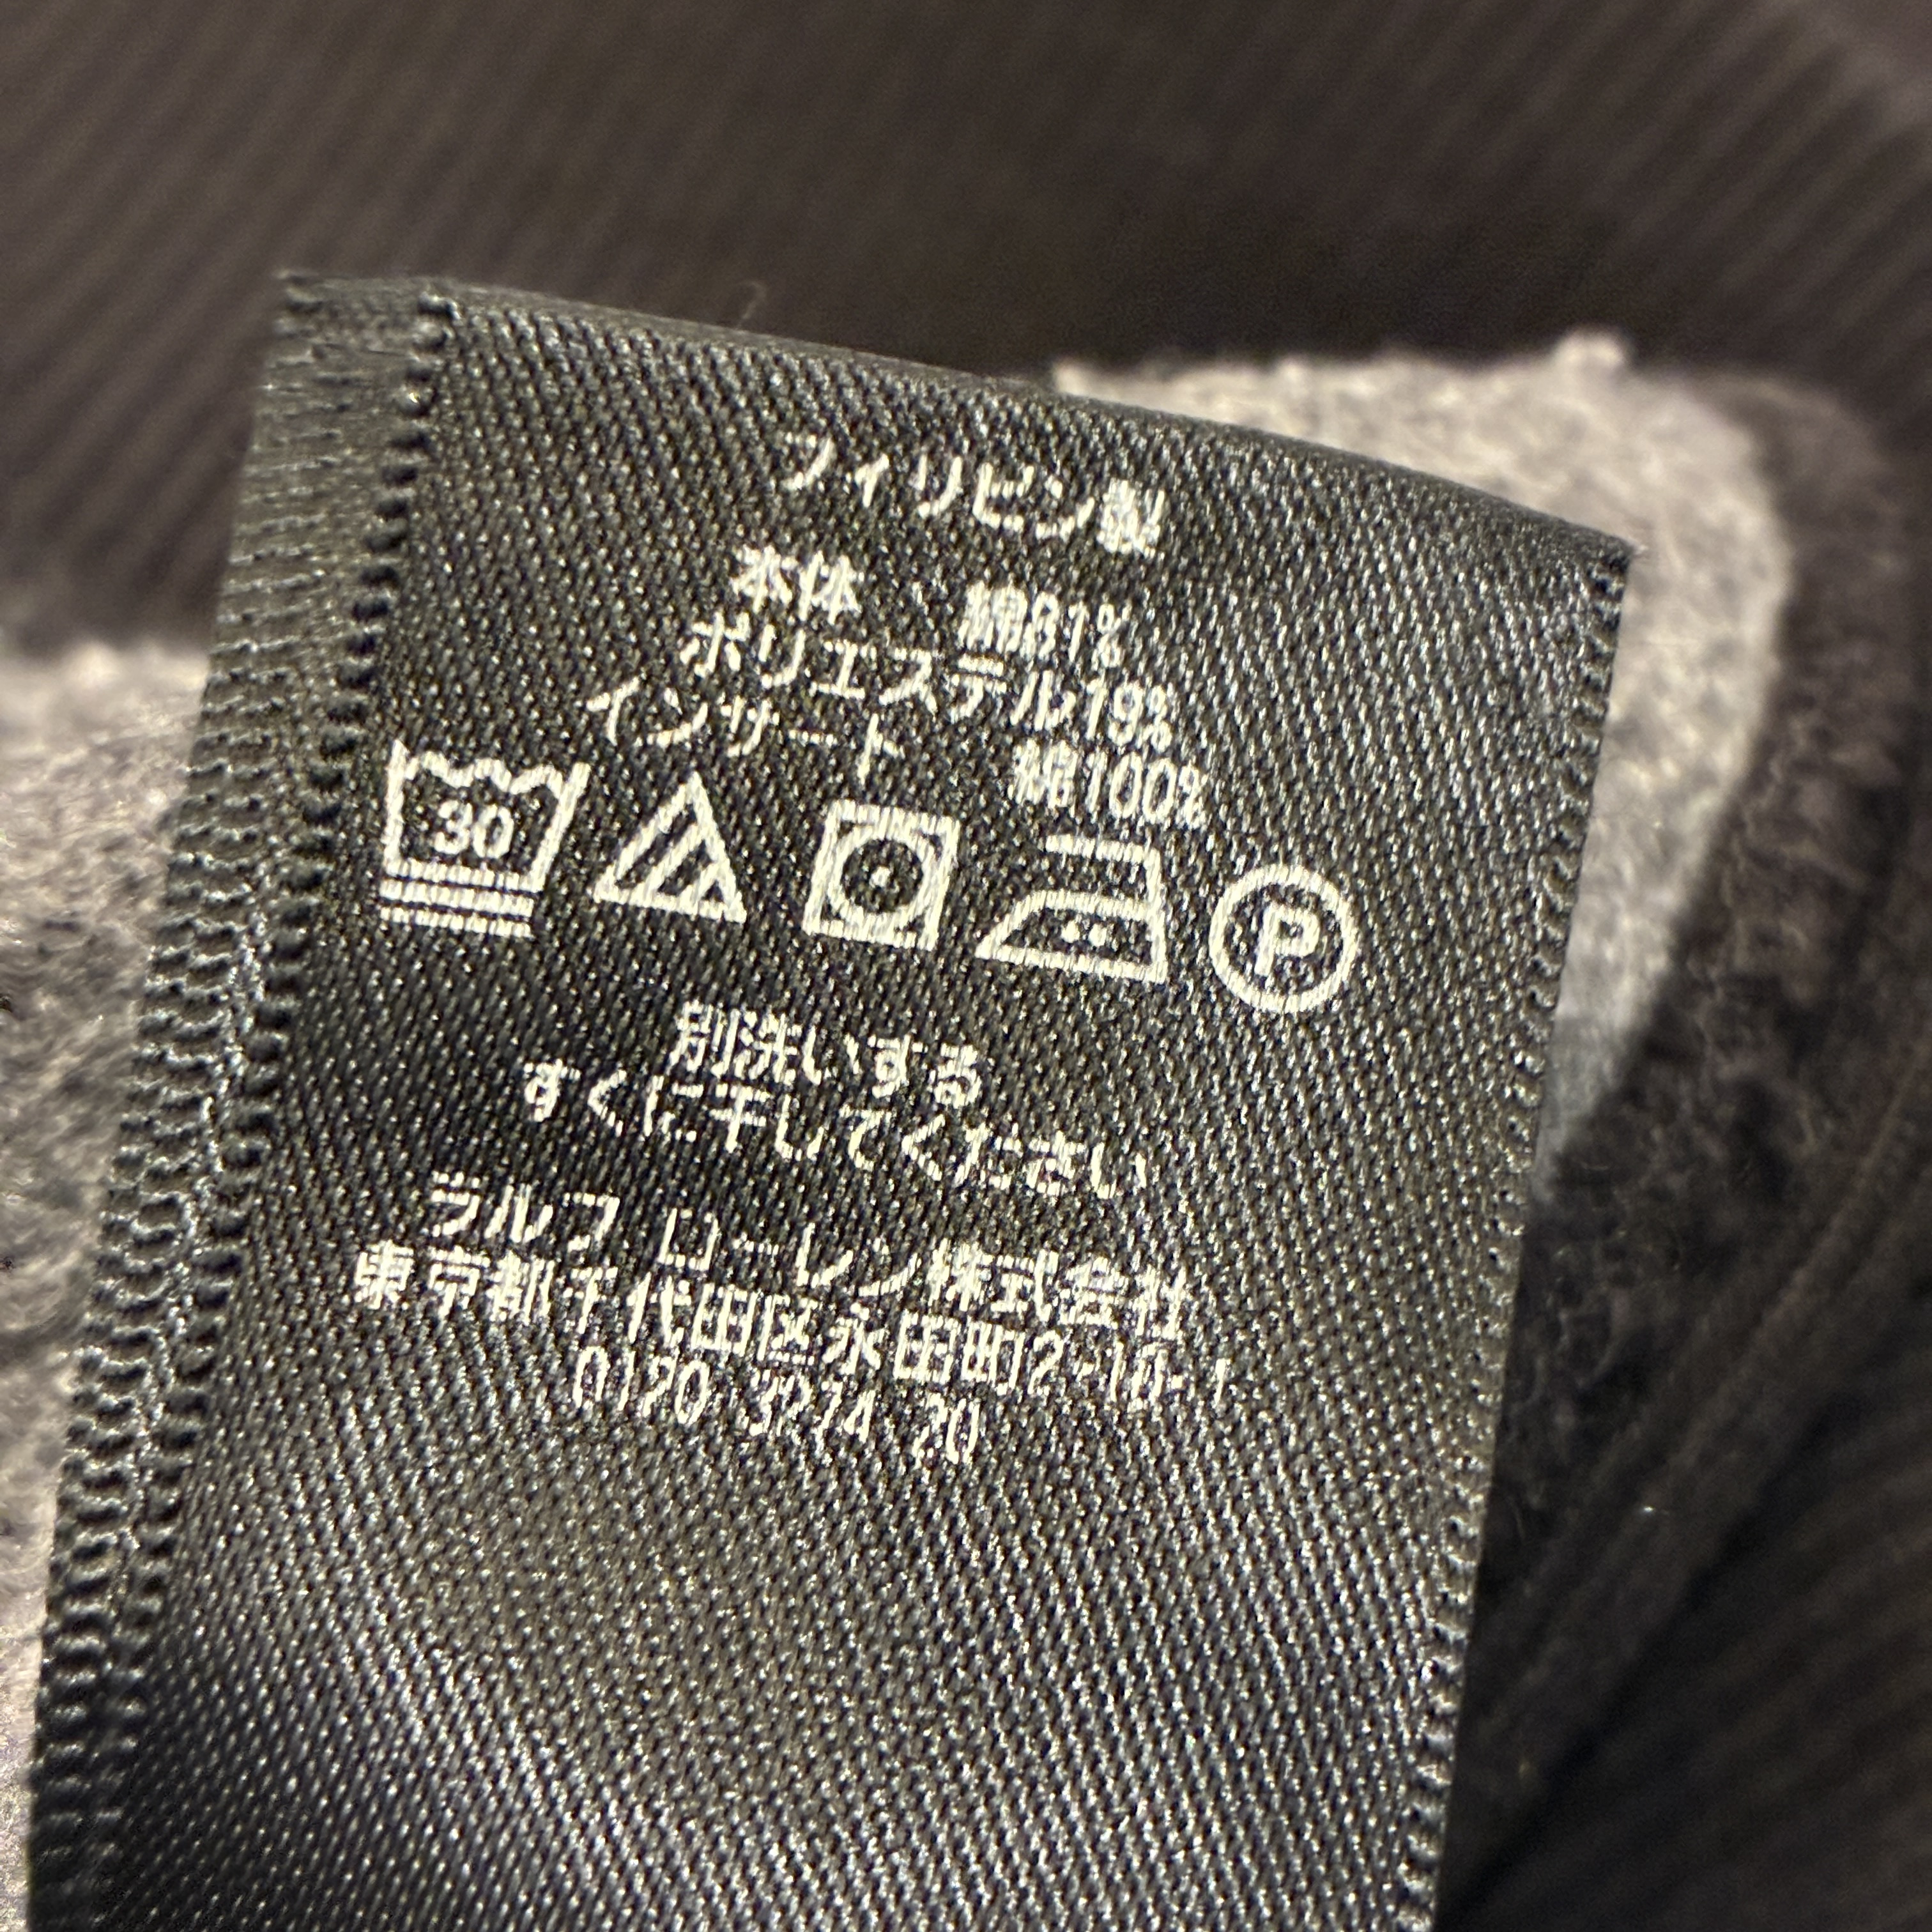 フィリピン製
本体 綿81%
ポリエステル19%
インサート 綿100%
30
P
別洗いする
すぐに干してください
ラルフ ローレン株式会社
東京都千代田区永田町2-10-1
0120 3274 20